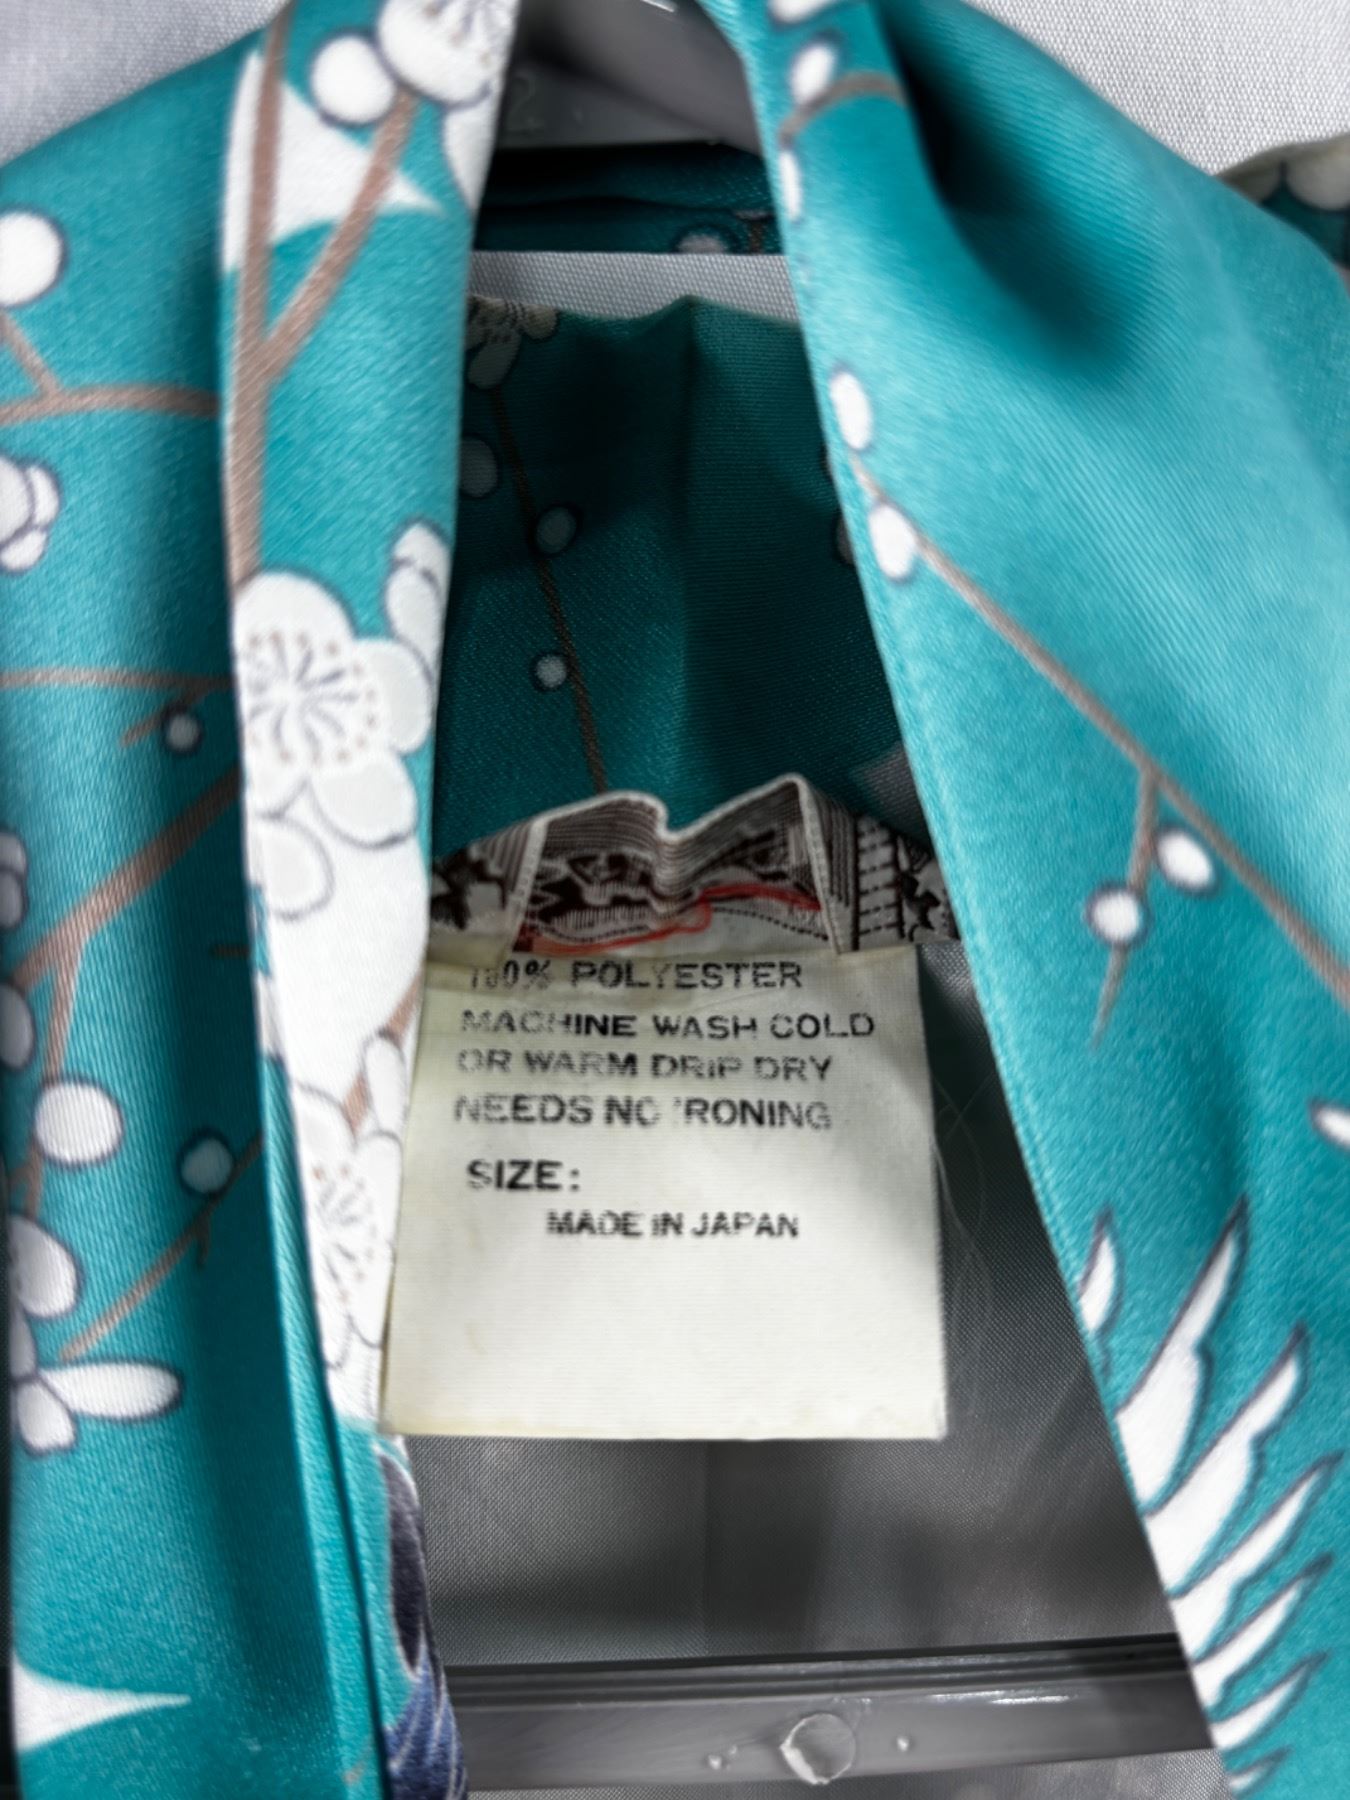 100% POLYESTER
MACHINE WASH COLD
OR WARM DRIP DRY
NEEDS NO IRONING
SIZE:
MADE IN JAPAN